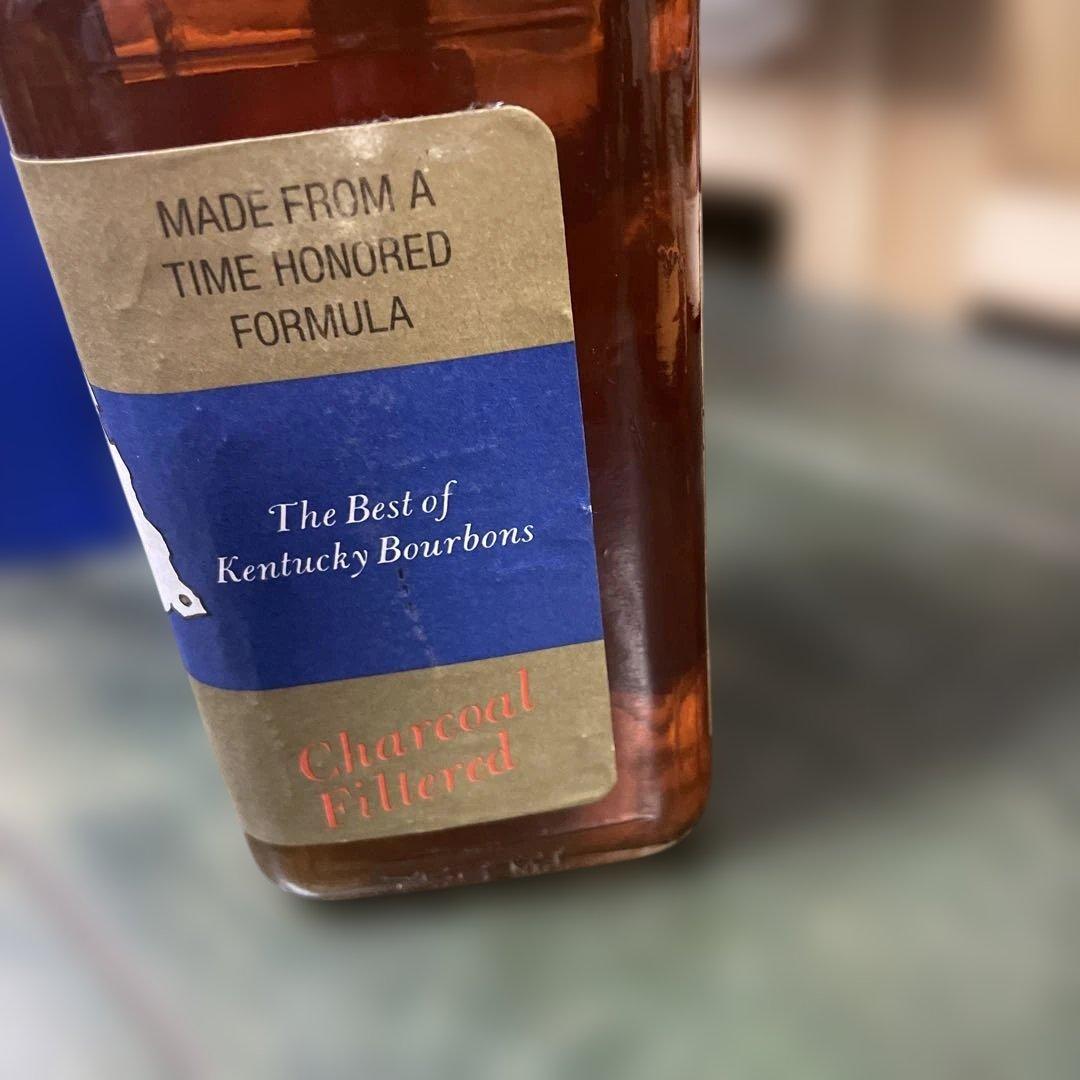 MADE FROM A
TIME HONORED
FORMULA
The Best of
Kentucky Bourbons
Charcoal
Filtered